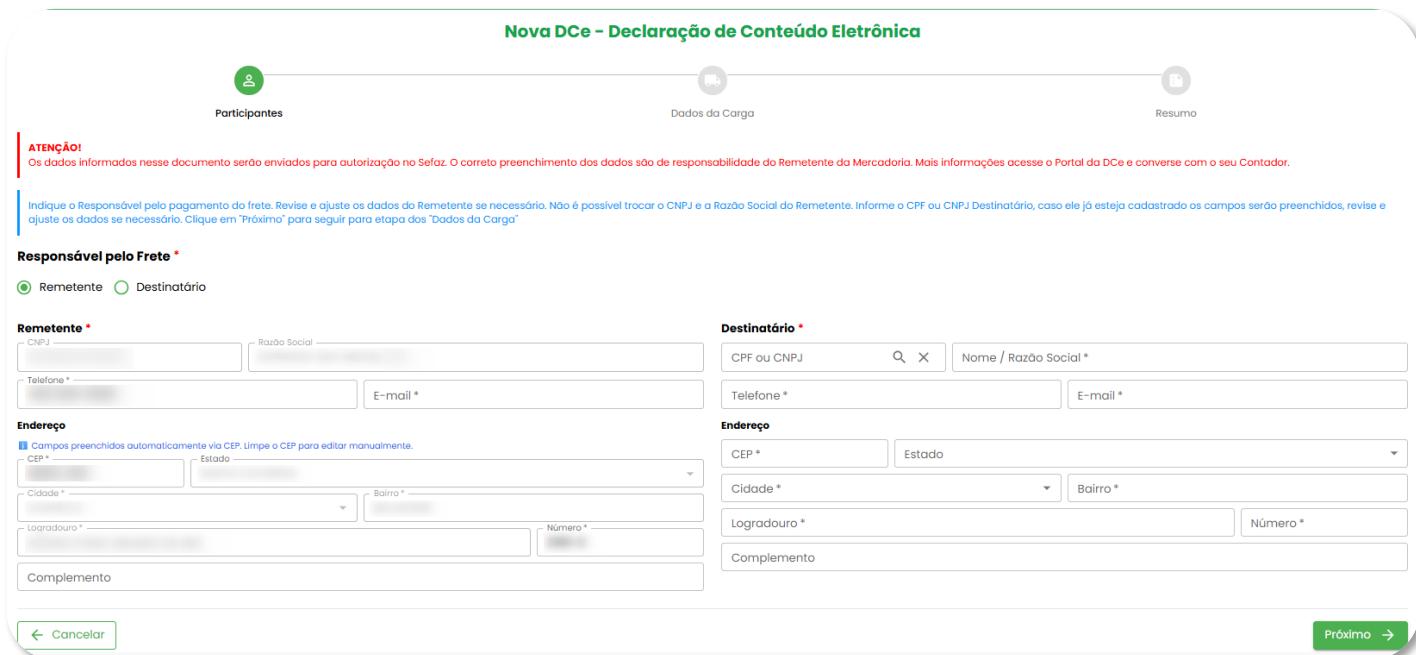 Nova DCe - Declaração de Conteúdo Eletrônica
Participantes
Dados da Carga
Resumo
ATENÇÃO!
Os dados informados nesse documento serão enviados para autorização no Sefaz. O correto preenchimento dos dados são de responsabilidade do Remetente da Mercadoria. Mais informações acesse o Portal da DCe e converse com o seu Contador.
Indique o Responsável pelo pagamento do frete. Revise e ajuste os dados do Remetente se necessário. Não é possível trocar o CNPJ e a Razão Social do Remetente. Informe o CPF ou CNPJ Destinatário, caso ele já esteja cadastrado os campos serão preenchidos, revise e
ajuste os dados se necessário. Clique em "Próximo" para seguir para etapa dos "Dados da Carga"
Responsável pelo Frete *
Remetente
Destinatário
Remetente *
CNPJ
Razão Social
Telefone *
E-mail *
Endereço
Campos preenchidos automaticamente via CEP. Limpe o CEP para editar manualmente.
CEP *
Estado
Cidade *
Bairro *
Logradouro *
Número *
Complemento
Destinatário *
CPF ou CNPJ
Nome / Razão Social *
Telefone *
E-mail *
Endereço
CEP *
Estado
Cidade *
Bairro *
Logradouro *
Número *
Complemento
Cancelar
Próximo